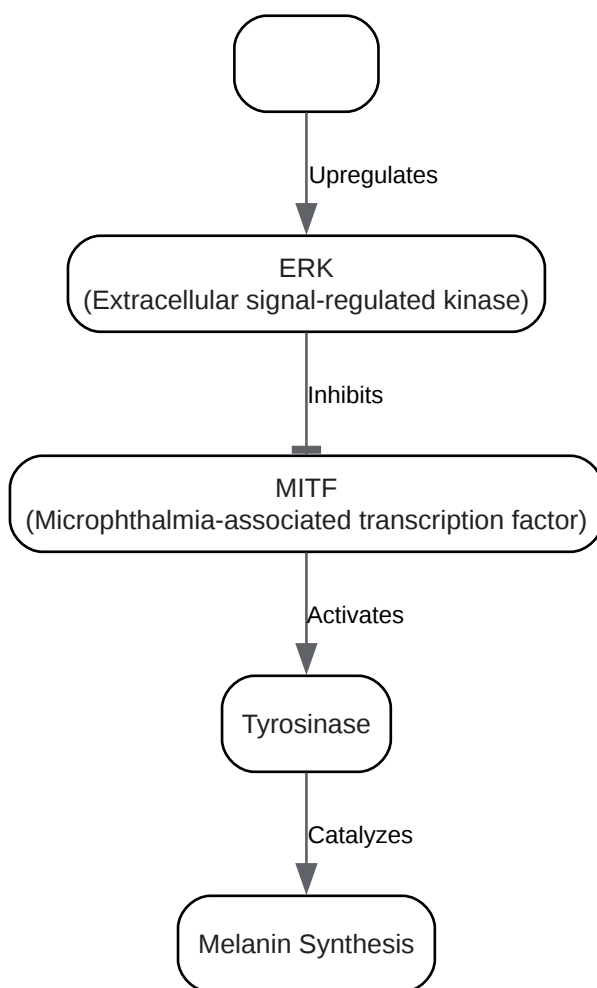 Upregulates
ERK
(Extracellular signal-regulated kinase)
Inhibits
MITF
(Microphthalmia-associated transcription factor)
Activates
Tyrosinase
Catalyzes
Melanin Synthesis